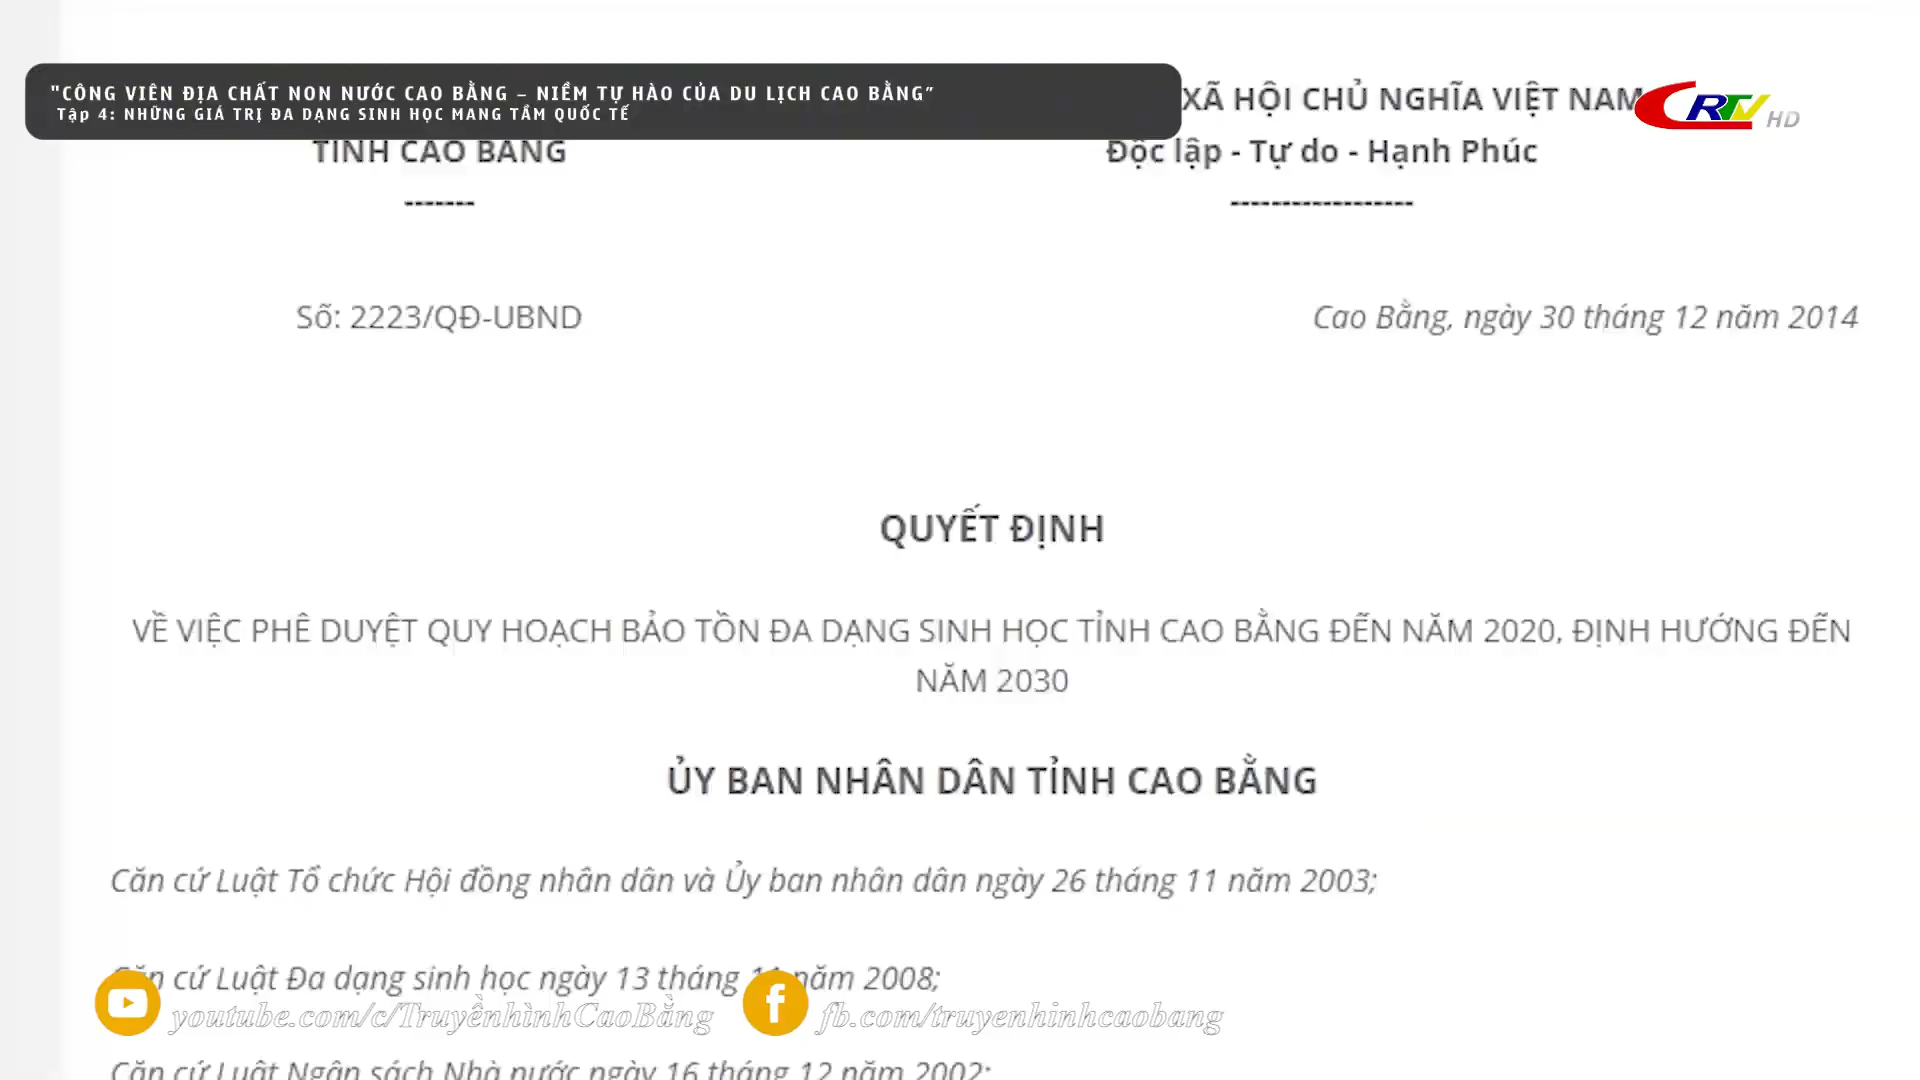 "CÔNG VIÊN ĐỊA CHẤT NON NƯỚC CAO BẰNG – NIỀM TỰ HÀO CỦA DU LỊCH CAO BẰNG”
Tập 4: NHỮNG GIÁ TRỊ ĐA DẠNG SINH HỌC MANG TẦM QUỐC TẾ
XÃ HỘI CHỦ NGHĨA VIỆT NAM
CRTV HD
TỈNH CAO BẰNG
Độc lập - Tự do - Hạnh Phúc
-------
------------------
Số: 2223/QĐ-UBND
Cao Bằng, ngày 30 tháng 12 năm 2014
QUYẾT ĐỊNH
VỀ VIỆC PHÊ DUYỆT QUY HOẠCH BẢO TỒN ĐA DẠNG SINH HỌC TỈNH CAO BẰNG ĐẾN NĂM 2020, ĐỊNH HƯỚNG ĐẾN
NĂM 2030
ỦY BAN NHÂN DÂN TỈNH CAO BẰNG
Căn cứ Luật Tổ chức Hội đồng nhân dân và Ủy ban nhân dân ngày 26 tháng 11 năm 2003;
Căn cứ Luật Đa dạng sinh học ngày 13 tháng 11 năm 2008;
youtube.com/c/TruyềnhìnhCaoBằng
fb.com/truyenhinhcaobang
Căn cứ Luật Ngân sách Nhà nước ngày 16 tháng 12 năm 2002;